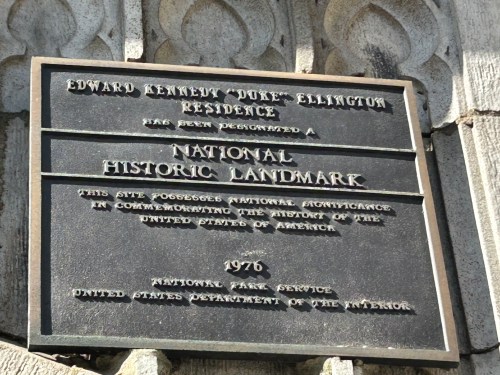 EDWARD KENNEDY "DUKE" ELLINGTON
RESIDENCE
HAS BEEN DESIGNATED A
NATIONAL
HISTORIC LANDMARK
THIS SITE POSSESSES NATIONAL SIGNIFICANCE
IN COMMEMORATING THE HISTORY OF THE
UNITED STATES OF AMERICA
1976
NATIONAL PARK SERVICE
UNITED STATES DEPARTMENT OF THE INTERIOR